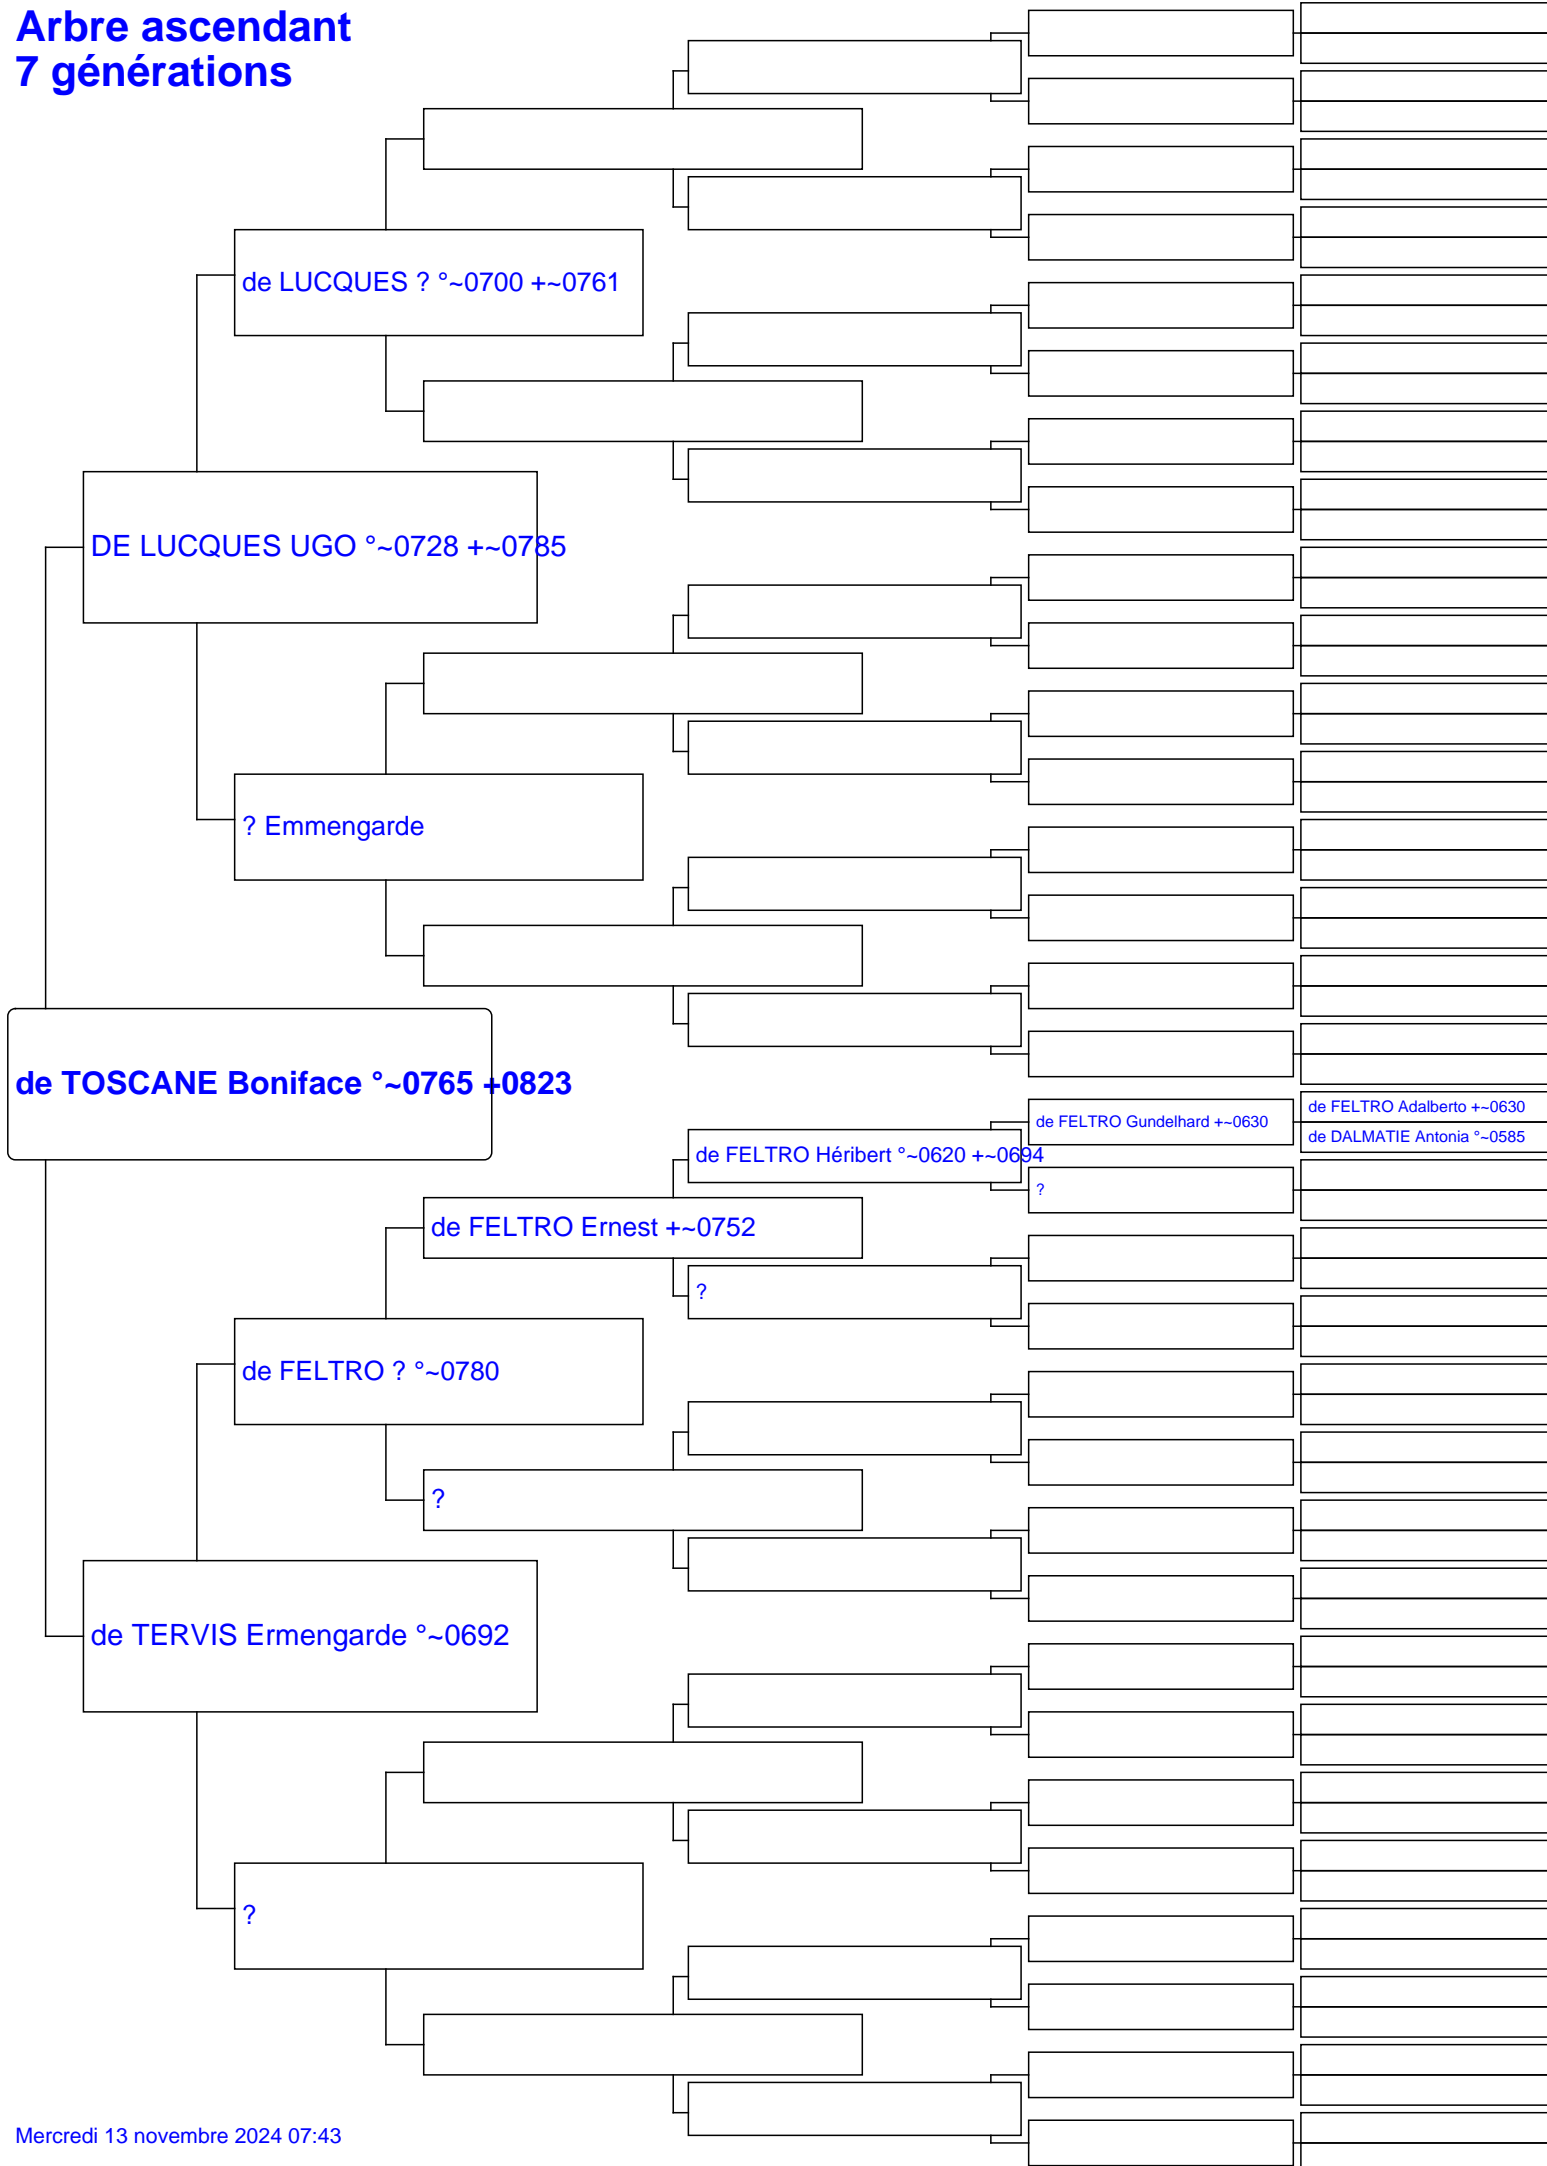 Arbre ascendant
7 générations
de LUCQUES ? °~0700 +~0761
DE LUCQUES UGO °~0728 +~0785
? Emmengarde
de TOSCANE Boniface °~0765 +0823
de FELTRO Adalberto +~0630
de FELTRO Gundelhard +~0630
de DALMATIE Antonia °~0585
de FELTRO Héribert °~0620 +~0694
?
de FELTRO Ernest +~0752
?
de FELTRO ? °~0780
?
de TERVIS Ermengarde °~0692
?
Mercredi 13 novembre 2024 07:43